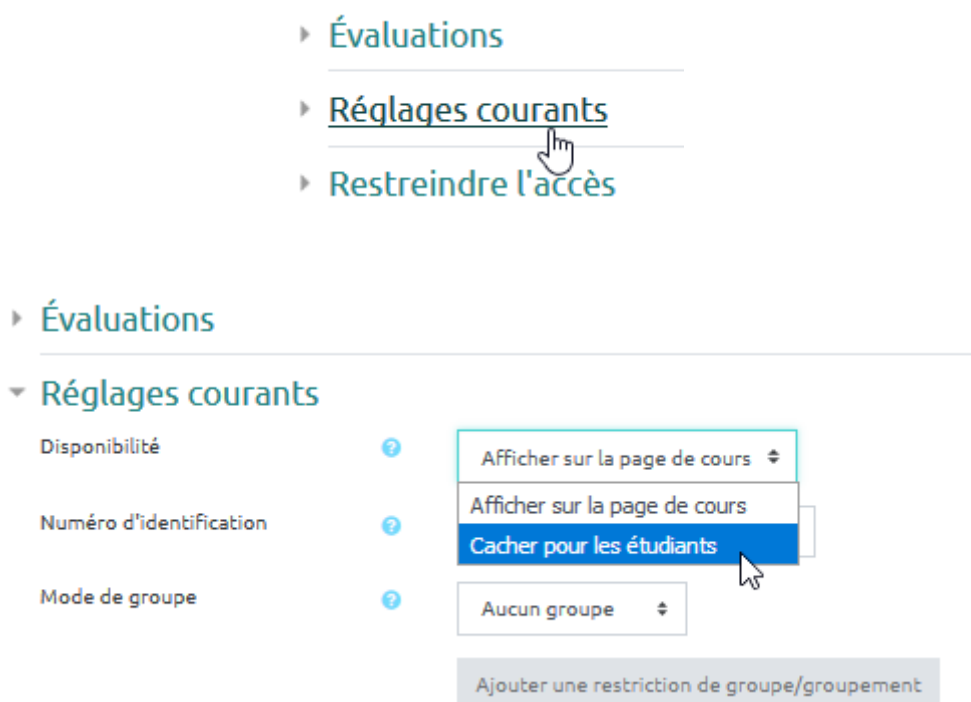 Évaluations
Réglages courants
Restreindre l'accès
Évaluations
Réglages courants
Disponibilité
Afficher sur la page de cours
Afficher sur la page de cours
Numéro d'identification
Cacher pour les étudiants
Mode de groupe
Aucun groupe
Ajouter une restriction de groupe/groupement